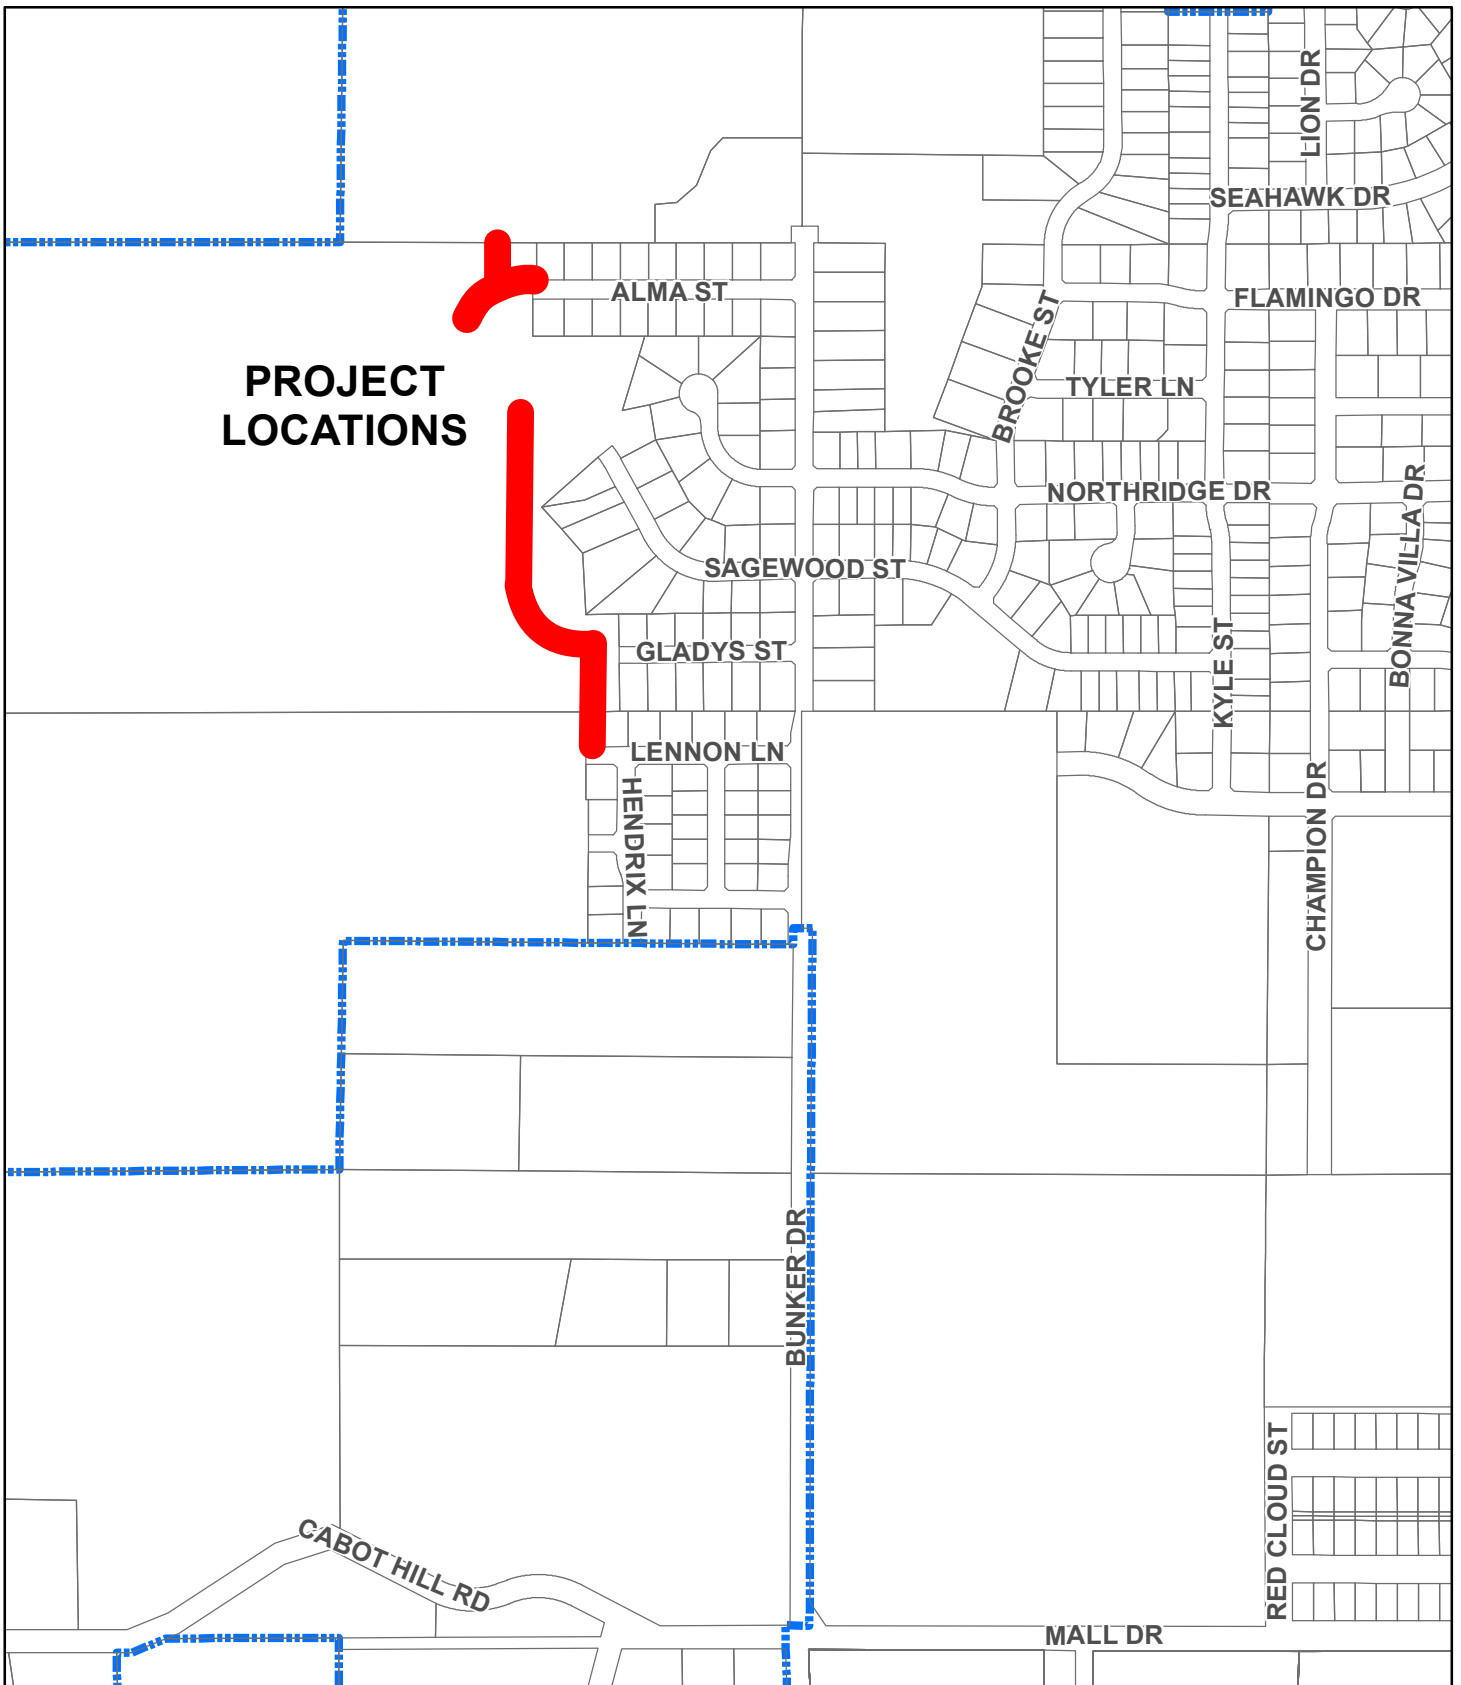 LION DR
SEAHAWK DR
ALMA ST
FLAMINGO DR
BROOKE ST
PROJECT
LOCATIONS
TYLER LN
NORTHRIDGE DR
BONNA VILLA DR
SAGEWOOD ST
GLADYS ST
KYLE ST
LENNON LN
HENDRIX LN
CHAMPION DR
BUNKER DR
RED CLOUD ST
CABOT HILL RD
MALL DR